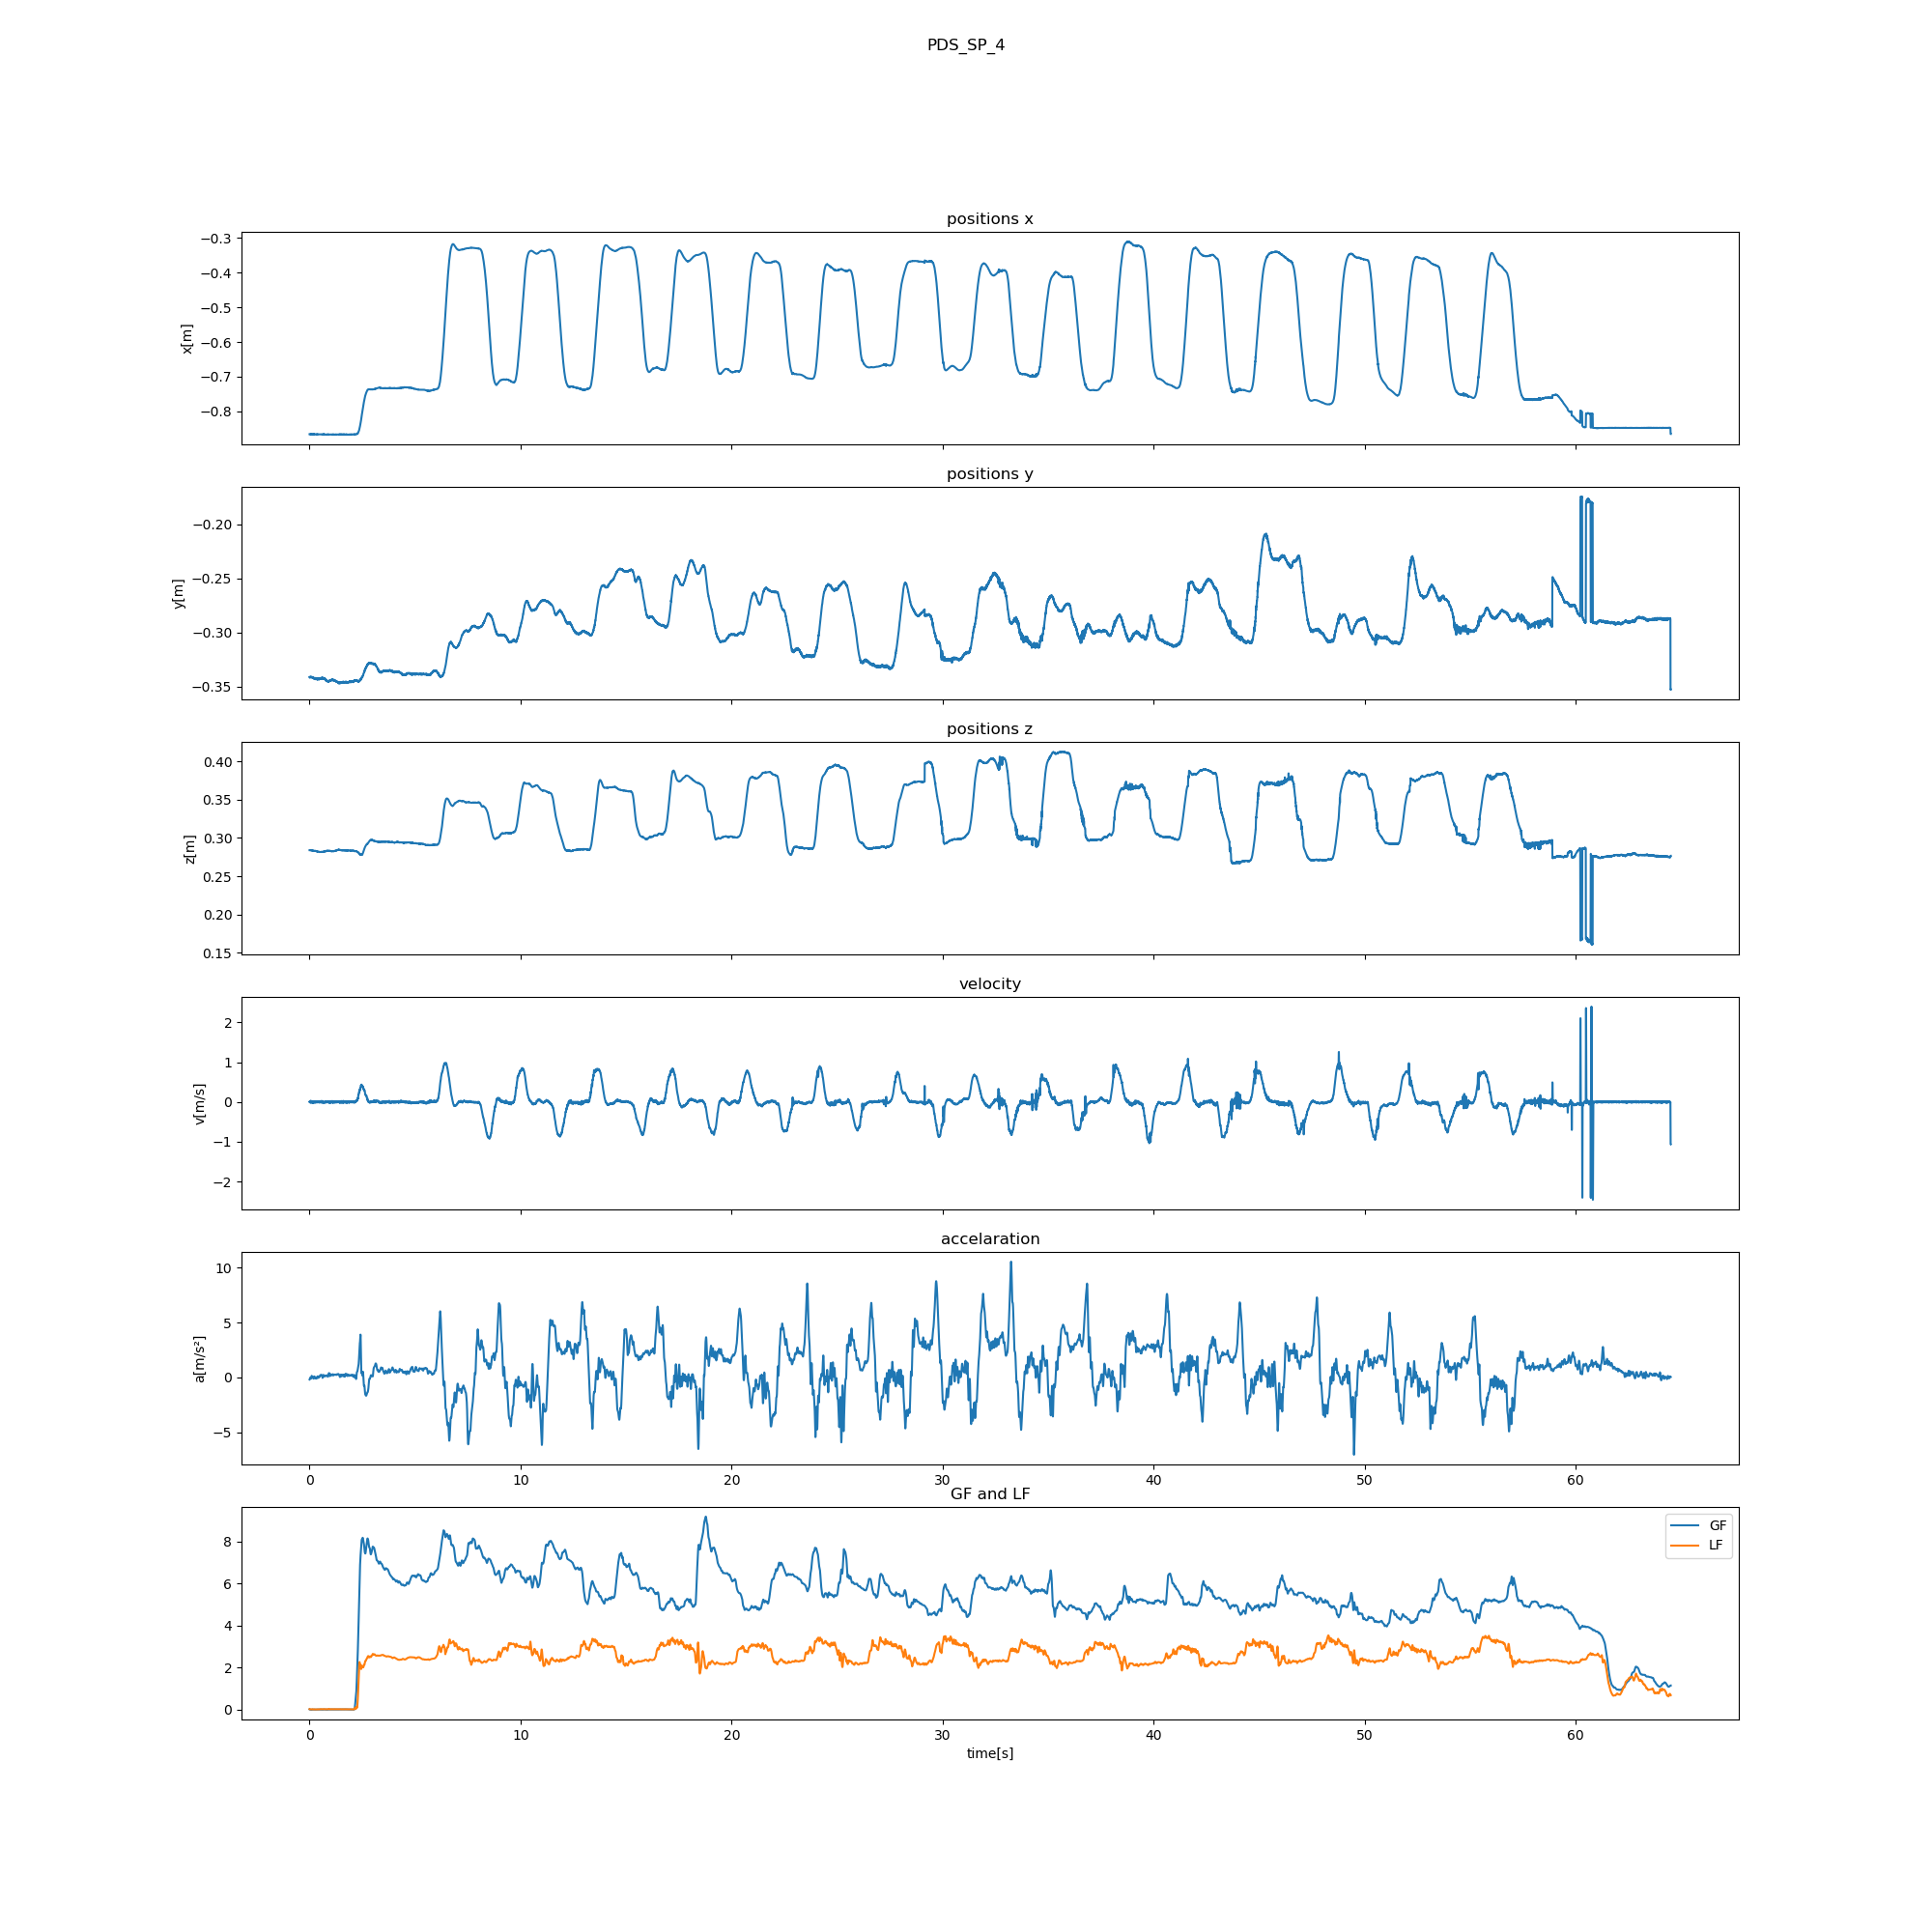 PDS_SP_4
positions x
−0.3
−0.4
−0.5
−0.6
−0.7
−0.8
x[m]
positions y
−0.20
−0.25
−0.30
−0.35
y[m]
positions z
0.40
0.35
0.30
0.25
0.20
0.15
z[m]
velocity
2
1
0
−1
−2
v[m/s]
accelaration
10
5
0
−5
a[m/s²]
0 10 20 30 40 50 60
GF and LF
8
6
4
2
0
GF
LF
0 10 20 30 40 50 60
time[s]